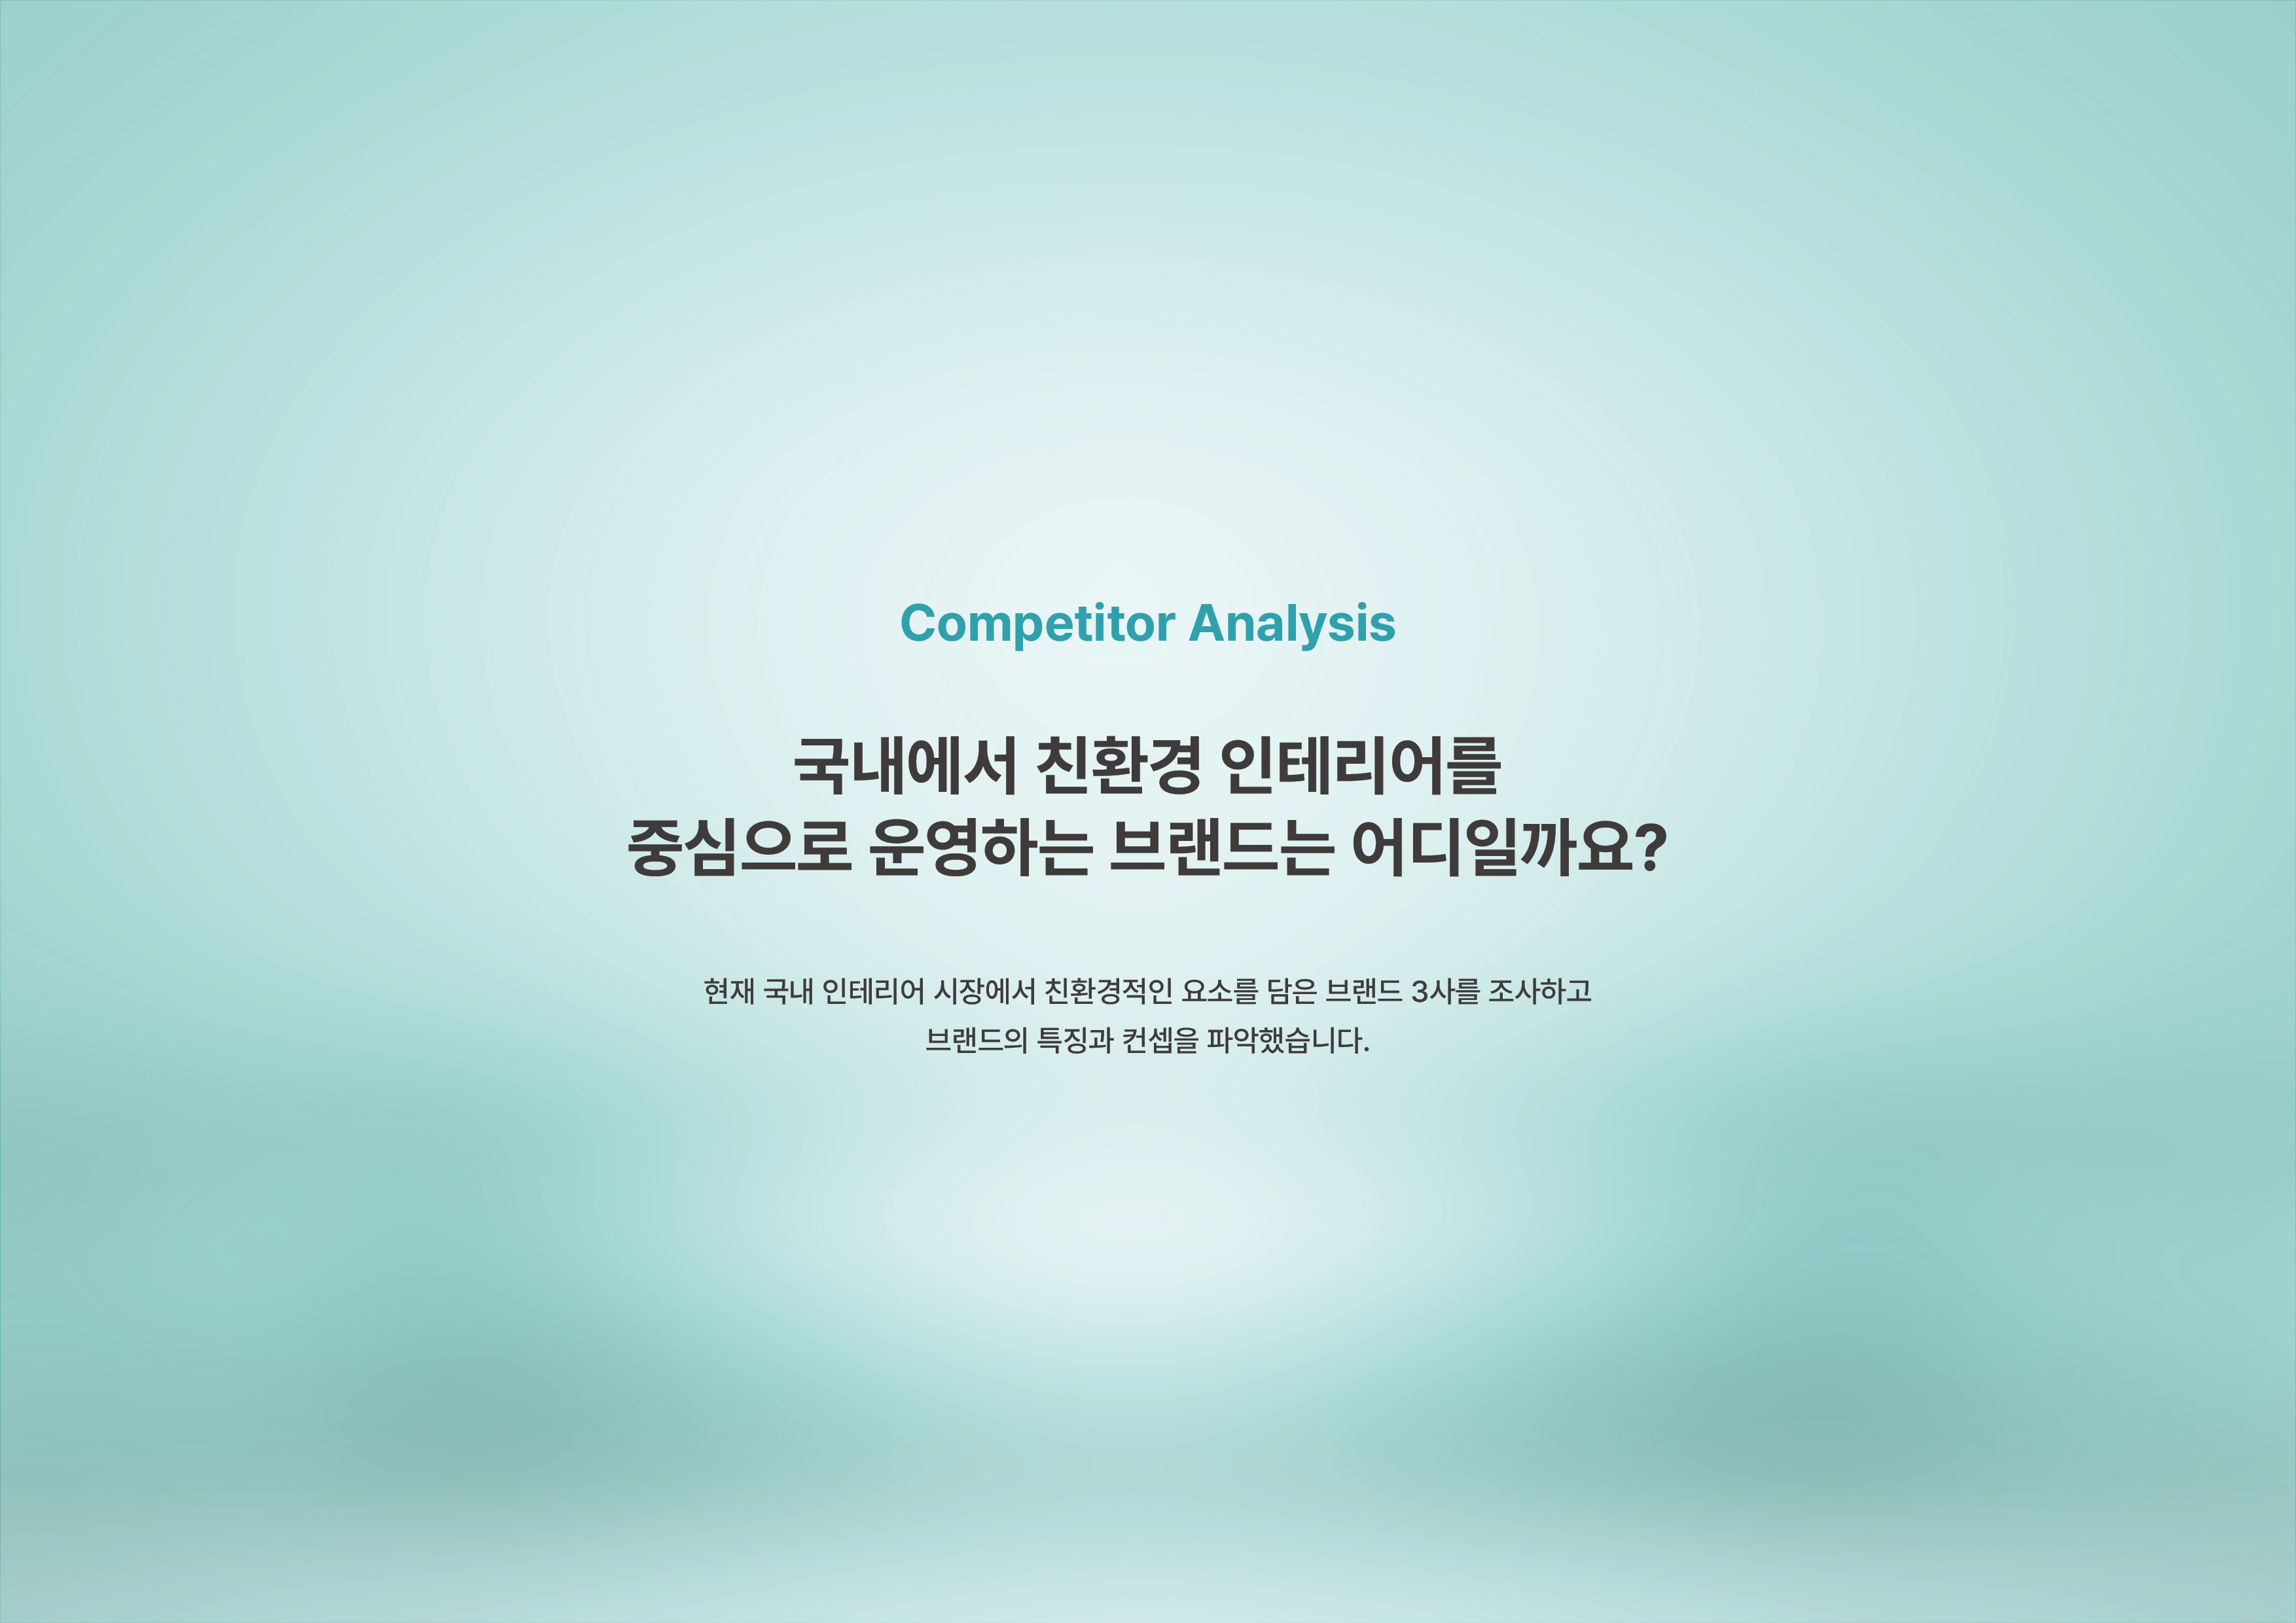 Competitor Analysis
국내에서 친환경 인테리어를
중심으로 운영하는 브랜드는 어디일까요?
현재 국내 인테리어 시장에서 친환경적인 요소를 담은 브랜드 3사를 조사하고
브랜드의 특징과 컨셉을 파악했습니다.